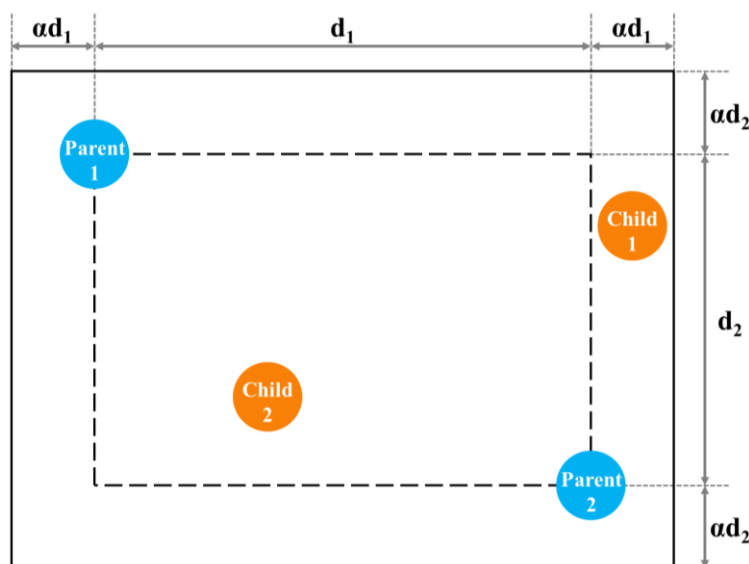 αd₁ d₁ αd₁
αd₂
Parent
1
Child
1
d₂
Child
2
Parent
2
αd₂